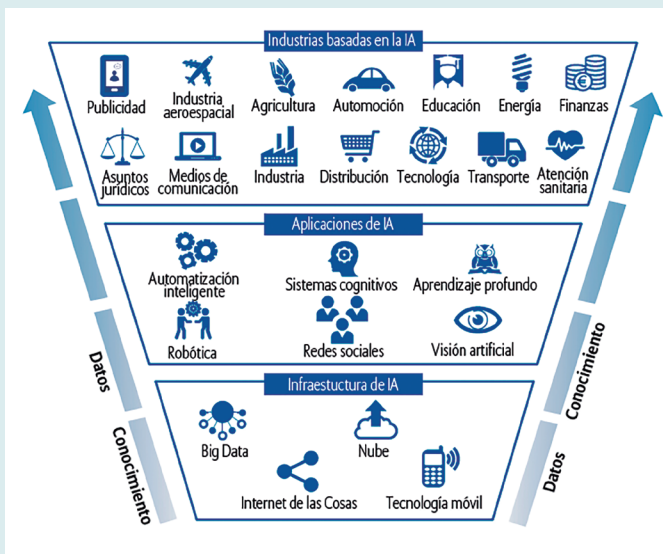 Industrias basadas en la IA
Publicidad
Industria
aeroespacial
Agricultura
Automoción
Educación
Energía
Finanzas
Asuntos
jurídicos
Medios de
comunicación
Industria
Distribución
Tecnología
Transporte
Atención
sanitaria
Aplicaciones de IA
Automatización
inteligente
Sistemas cognitivos
Aprendizaje profundo
Robótica
Redes sociales
Visión artificial
Infraestuctura de IA
Big Data
Nube
Internet de las Cosas
Tecnología móvil
Datos
Conocimiento
Conocimiento
Datos